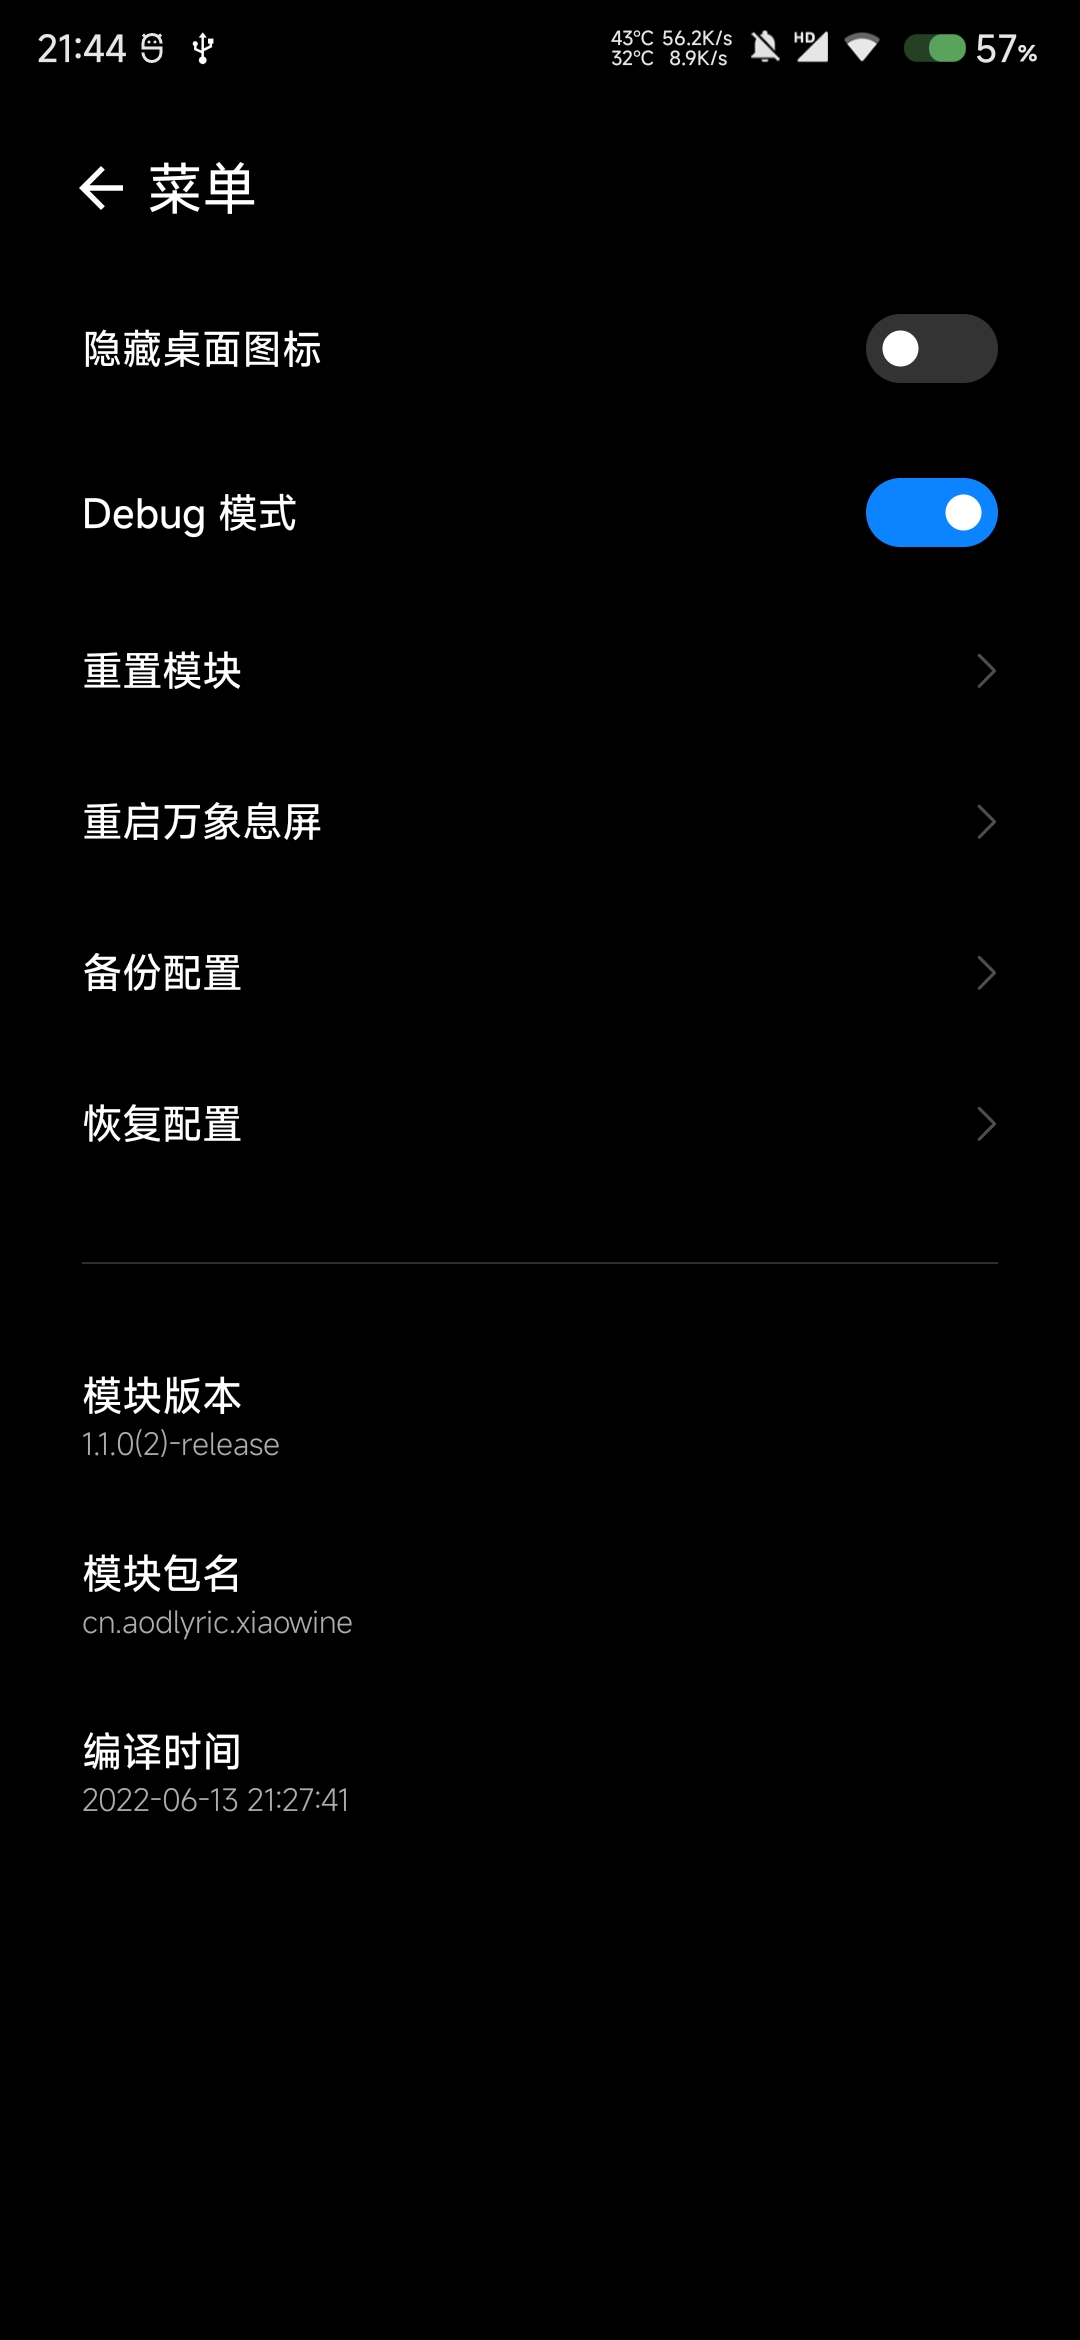 21:44
43°C 56.2K/s
32°C 8.9K/s
HD
57%
菜单
隐藏桌面图标
Debug 模式
重置模块
重启万象息屏
备份配置
恢复配置
模块版本
1.1.0(2)-release
模块包名
cn.aodlyric.xiaowine
编译时间
2022-06-13 21:27:41